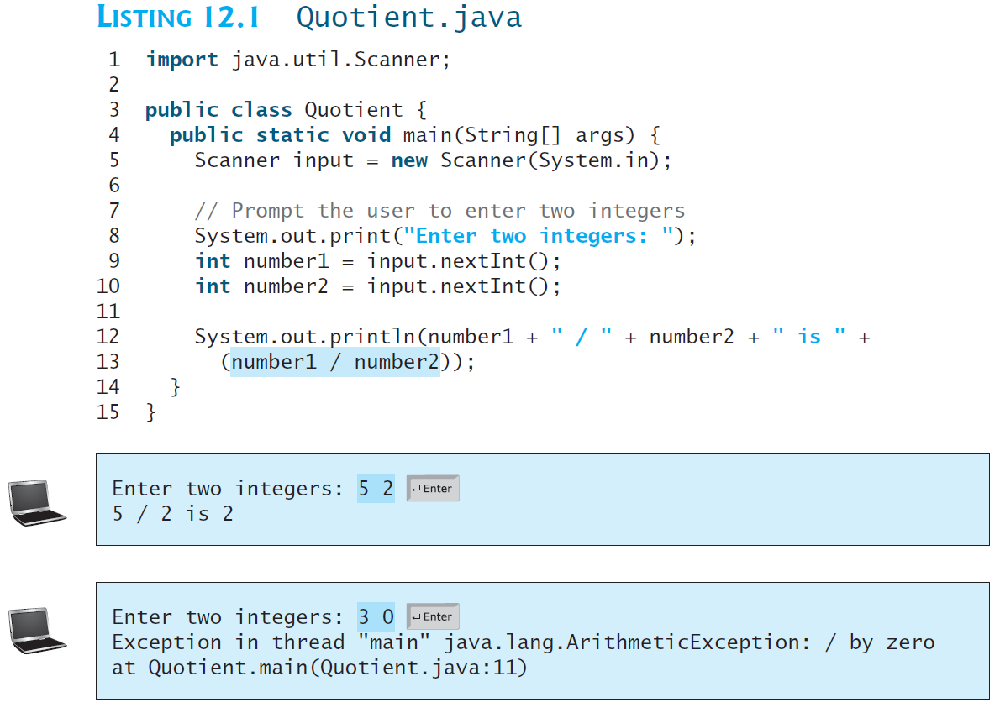 LISTING 12.1 Quotient.java
1 import java.util.Scanner;
2
3 public class Quotient {
4   public static void main(String[] args) {
5     Scanner input = new Scanner(System.in);
6
7     // Prompt the user to enter two integers
8     System.out.print("Enter two integers: ");
9     int number1 = input.nextInt();
10     int number2 = input.nextInt();
11
12     System.out.println(number1 + " / " + number2 + " is " +
13       (number1 / number2));
14   }
15 }
Enter two integers: 5 2 ↵Enter
5 / 2 is 2
Enter two integers: 3 0 ↵Enter
Exception in thread "main" java.lang.ArithmeticException: / by zero
at Quotient.main(Quotient.java:11)